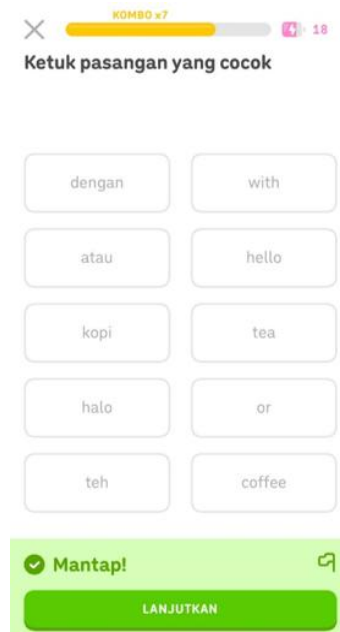 KOMBO x7
18
Ketuk pasangan yang cocok
dengan with
atau hello
kopi tea
halo or
teh coffee
Mantap!
LANJUTKAN